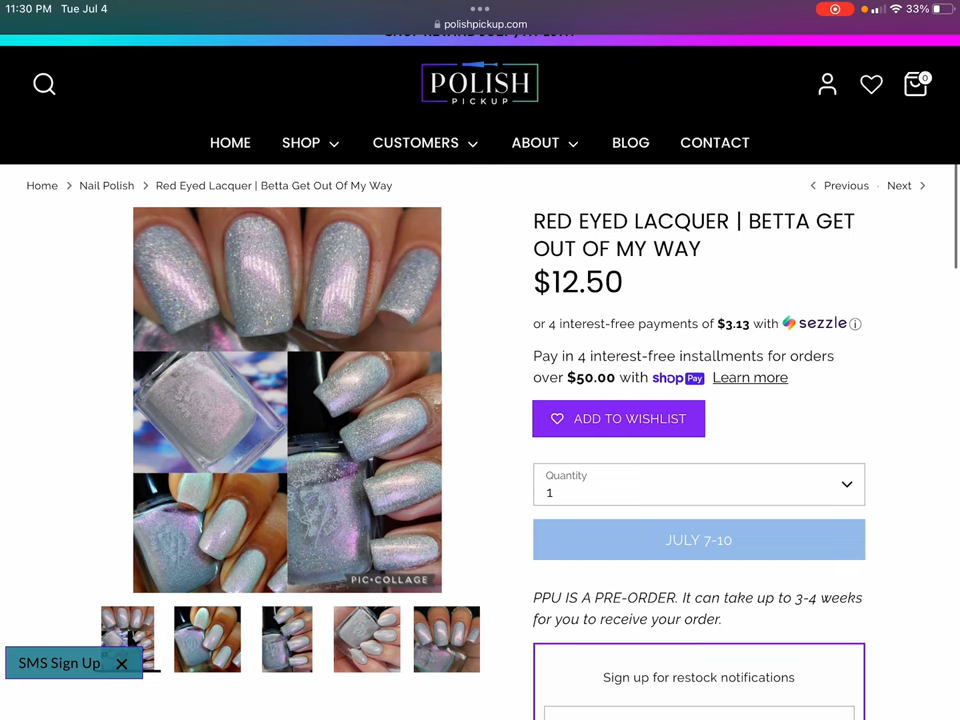 11:30 PM Tue Jul 4
33%
polishpickup.com
POLISH
PICKUP
0
HOME SHOP CUSTOMERS ABOUT BLOG CONTACT
Home > Nail Polish > Red Eyed Lacquer | Betta Get Out Of My Way
< Previous · Next >
RED EYED LACQUER | BETTA GET
OUT OF MY WAY
$12.50
or 4 interest-free payments of $3.13 with sezzle
Pay in 4 interest-free installments for orders
over $50.00 with shop Pay Learn more
ADD TO WISHLIST
Quantity
1
JULY 7-10
PIC•COLLAGE
PPU IS A PRE-ORDER. It can take up to 3-4 weeks
for you to receive your order.
SMS Sign Up
Sign up for restock notifications